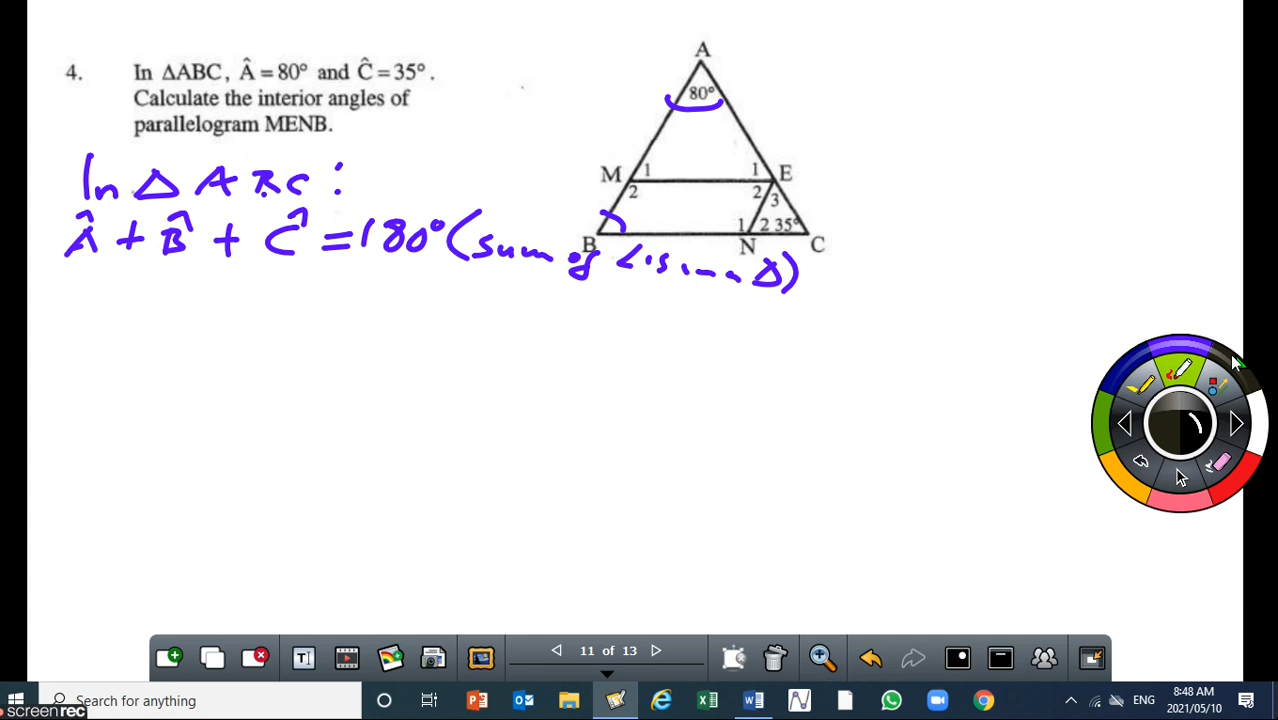 4. In ΔABC, Â = 80° and Ĉ = 35°.
Calculate the interior angles of
parallelogram MENB.
A
80°
M 1 1 E
2 2 3
1 2 35°
B N C
In Δ ABC :
Â + B̂ + Ĉ = 180° (sum of ∠'s in a Δ)
T
11 of 13
Search for anything
ENG
8:48 AM
2021/05/10
screenrec